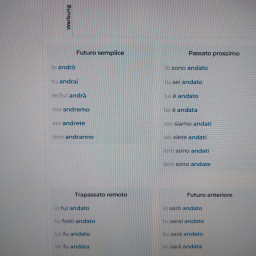 Werbung
Futuro semplice
io andrò
tu andrai
lei/lui andrà
noi andremo
voi andrete
loro andranno
Passato prossimo
io sono andato
tu sei andato
lui è andato
lei è andata
noi siamo andati
voi siete andati
loro sono andati
loro sono andate
Trapassato remoto
io fui andato
tu fosti andato
lui fu andato
lei fu andata
Futuro anteriore
io sarò andato
tu sarai andato
lui sarà andato
lei sarà andata